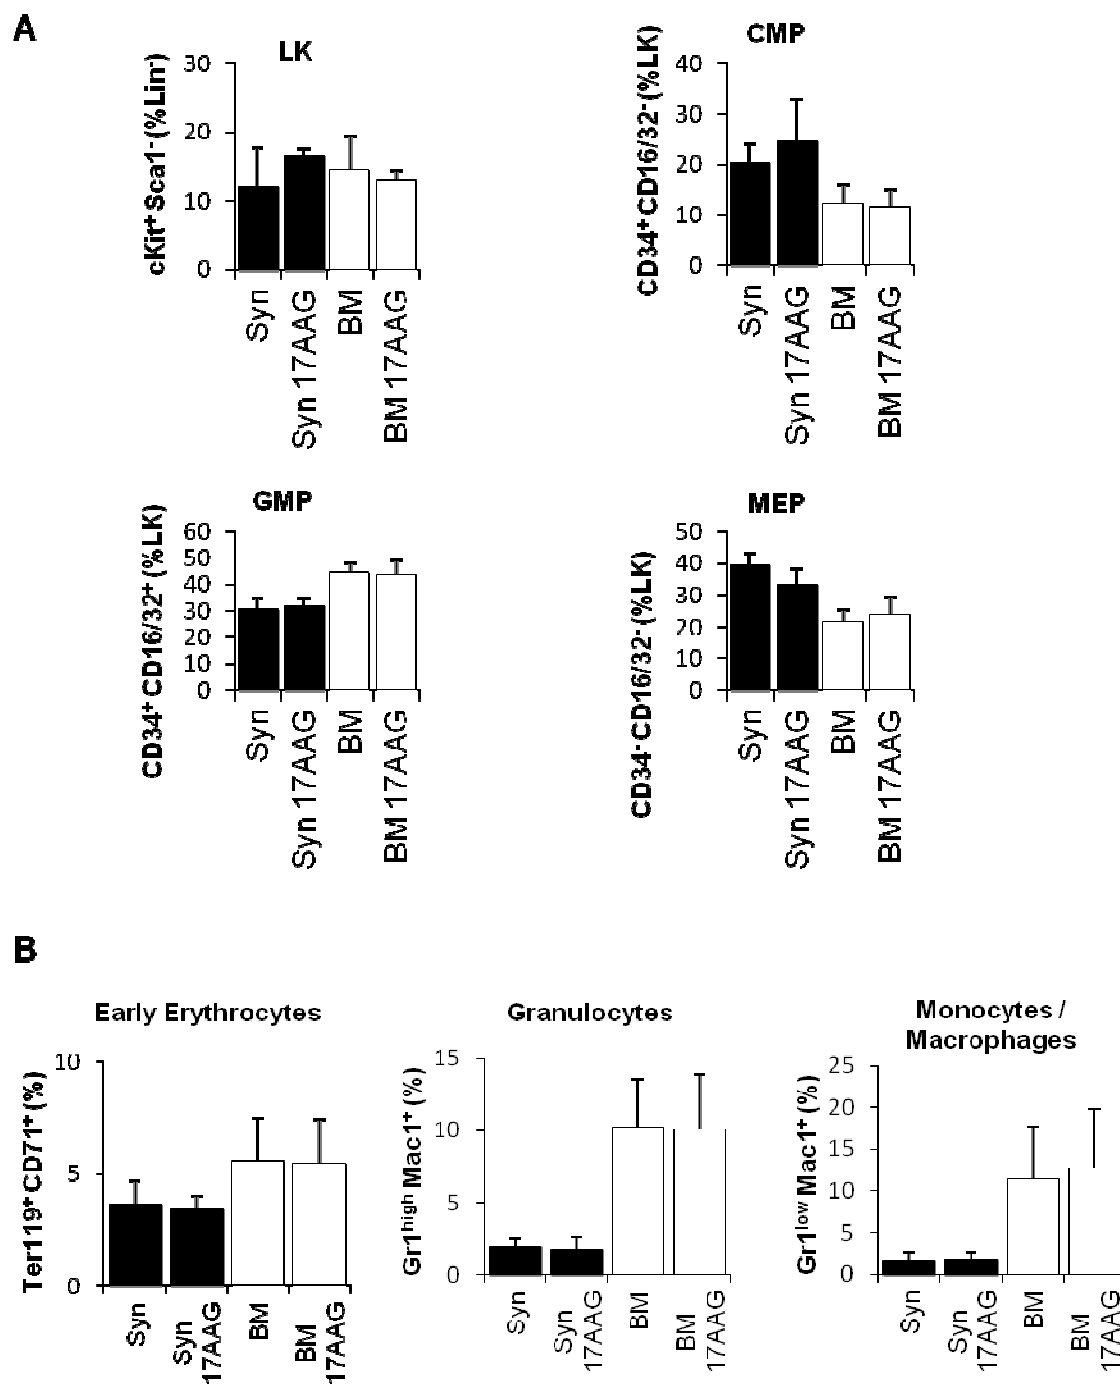 A
LK
cKit⁺ Sca1⁻ (%Lin⁻)
30
20
10
0
Syn
Syn 17AAG
BM
BM 17AAG
CMP
CD34⁺ CD16/32⁻ (%LK)
40
30
20
10
0
Syn
Syn 17AAG
BM
BM 17AAG
GMP
CD34⁺ CD16/32⁺ (%LK)
60
50
40
30
20
10
0
Syn
Syn 17AAG
BM
BM 17AAG
MEP
CD34⁻ CD16/32⁻ (%LK)
50
40
30
20
10
0
Syn
Syn 17AAG
BM
BM 17AAG
B
Early Erythrocytes
Ter119⁺ CD71⁺ (%)
10
5
0
Syn
Syn
17AAG
BM
BM
17AAG
Granulocytes
Gr1ʰⁱᵍʰ Mac1⁺ (%)
15
10
5
0
Syn
Syn
17AAG
BM
BM
17AAG
Monocytes /
Macrophages
Gr1ˡᵒʷ Mac1⁺ (%)
25
20
15
10
5
0
Syn
Syn
17AAG
BM
BM
17AAG